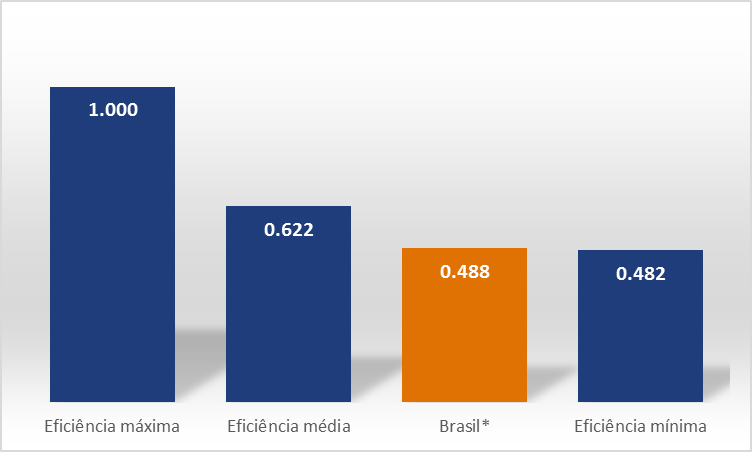 1.000
0.622
0.488
0.482
Eficiência máxima
Eficiência média
Brasil*
Eficiência mínima